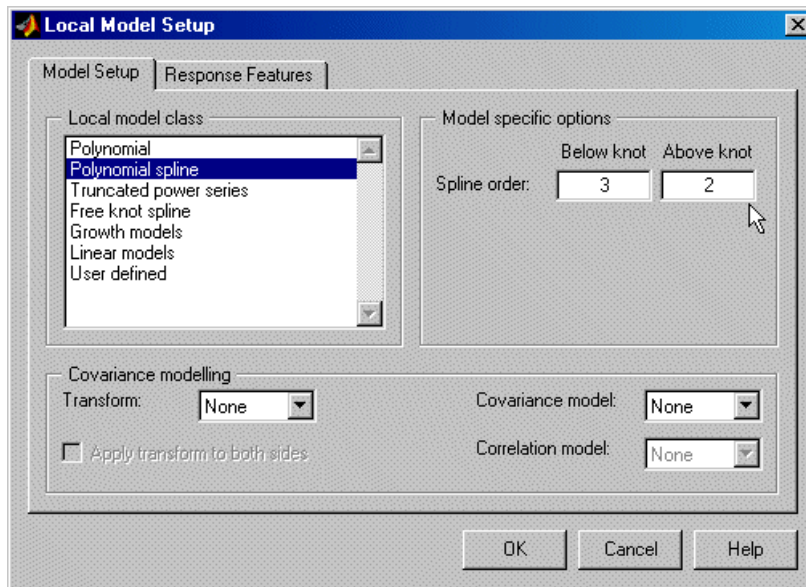 Local Model Setup
Model Setup
Response Features
Local model class
Polynomial
Polynomial spline
Truncated power series
Free knot spline
Growth models
Linear models
User defined
Model specific options
Below knot Above knot
Spline order: 3 2
Covariance modelling
Transform: None
Apply transform to both sides
Covariance model: None
Correlation model: None
OK
Cancel
Help